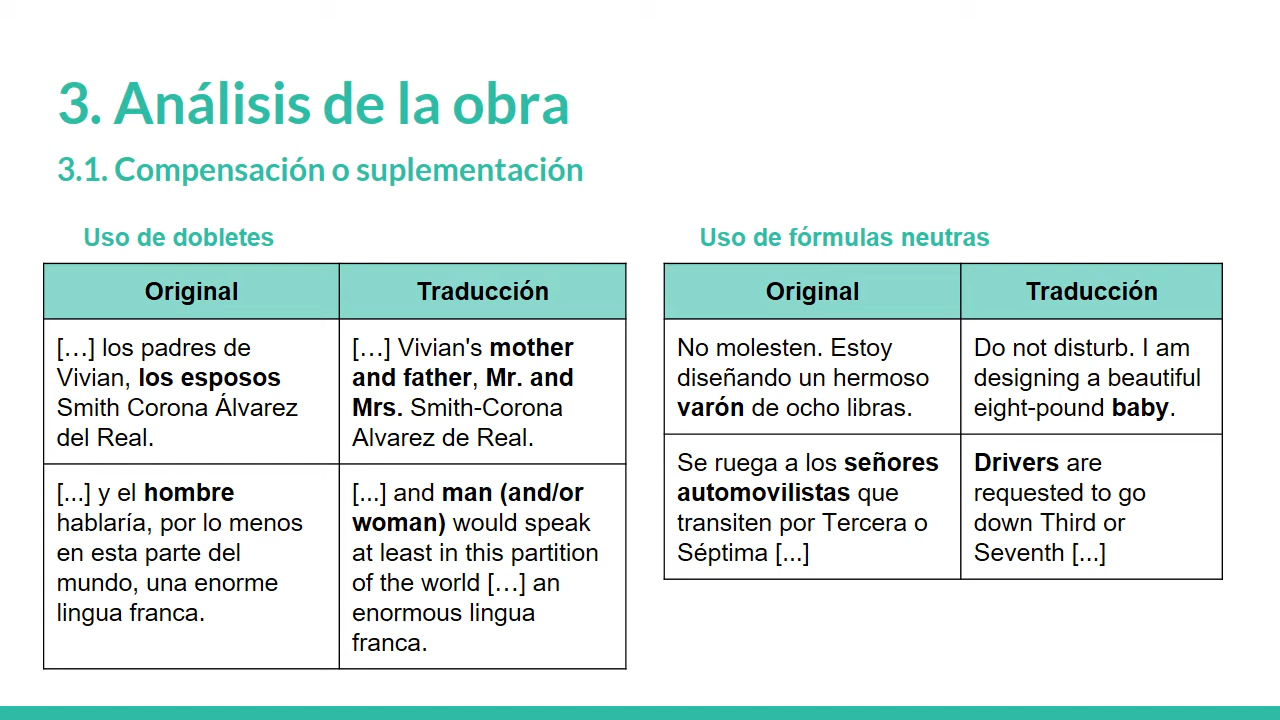 3. Análisis de la obra
3.1. Compensación o suplementación
Uso de dobletes
Original
Traducción
[…] los padres de
Vivian, los esposos
Smith Corona Álvarez
del Real.
[…] Vivian's mother
and father, Mr. and
Mrs. Smith-Corona
Alvarez de Real.
[...] y el hombre
hablaría, por lo menos
en esta parte del
mundo, una enorme
lingua franca.
[...] and man (and/or
woman) would speak
at least in this partition
of the world […] an
enormous lingua
franca.
Uso de fórmulas neutras
Original
Traducción
No molesten. Estoy
diseñando un hermoso
varón de ocho libras.
Do not disturb. I am
designing a beautiful
eight-pound baby.
Se ruega a los señores
automovilistas que
transiten por Tercera o
Séptima [...]
Drivers are
requested to go
down Third or
Seventh [...]